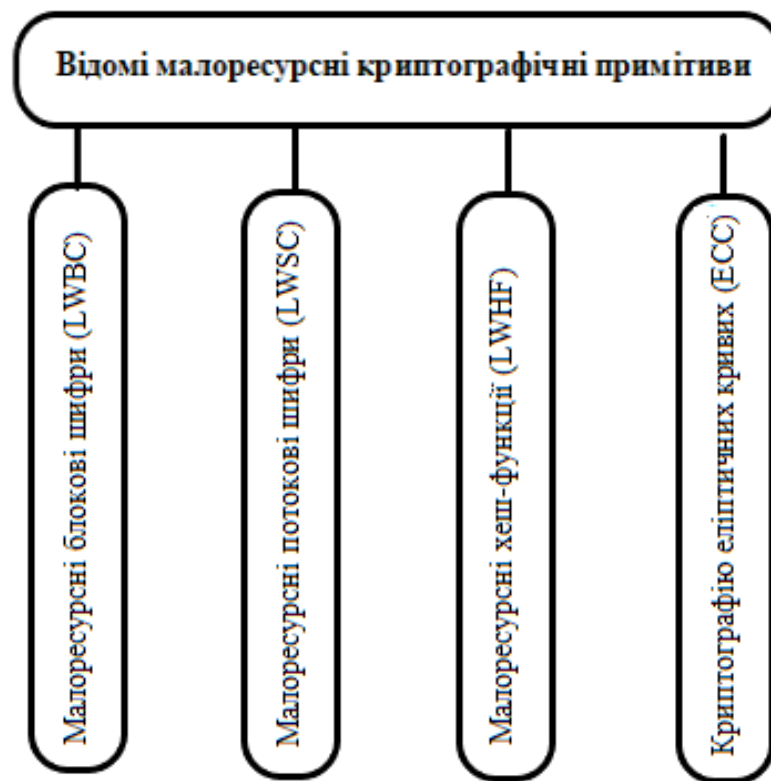 Відомі малоресурсні криптографічні примітиви
Малоресурсні блокові шифри (LWBC)
Малоресурсні потокові шифри (LWSC)
Малоресурсні хеш-функції (LWHF)
Криптографію еліптичних кривих (ECC)